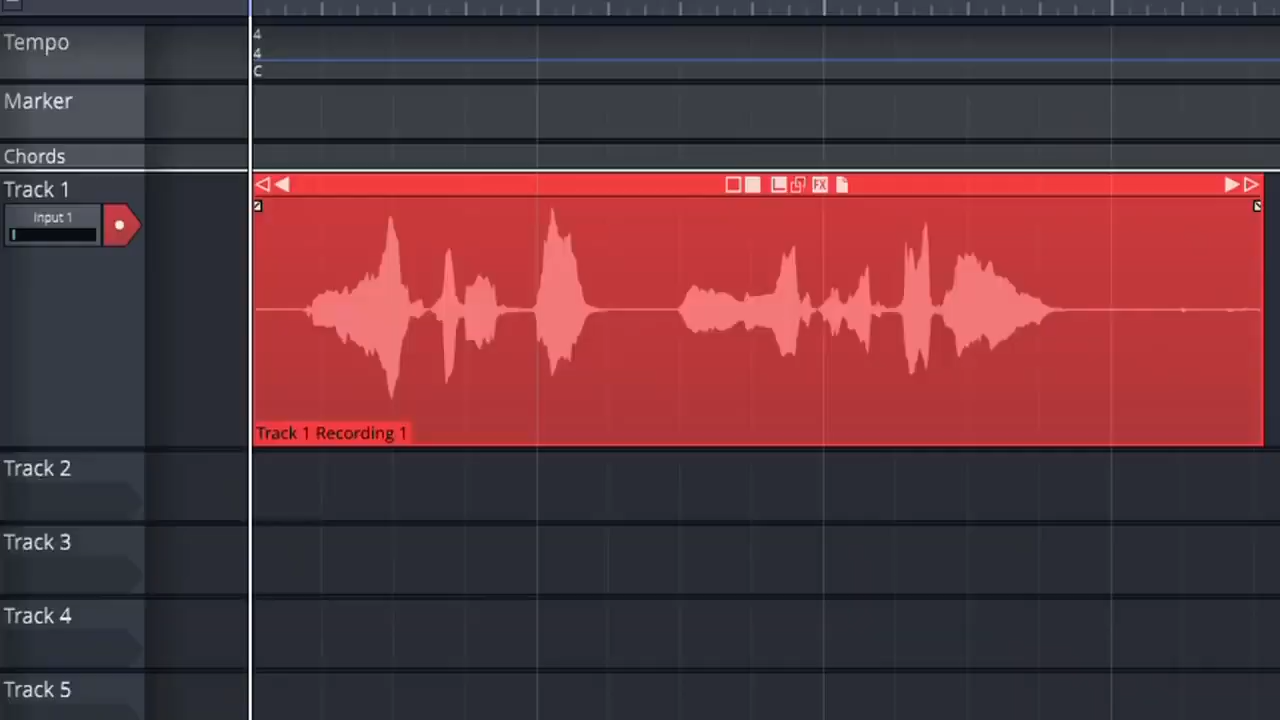 Tempo
4
4
C
Marker
Chords
Track 1
Input 1
FX
Track 1 Recording 1
Track 2
Track 3
Track 4
Track 5